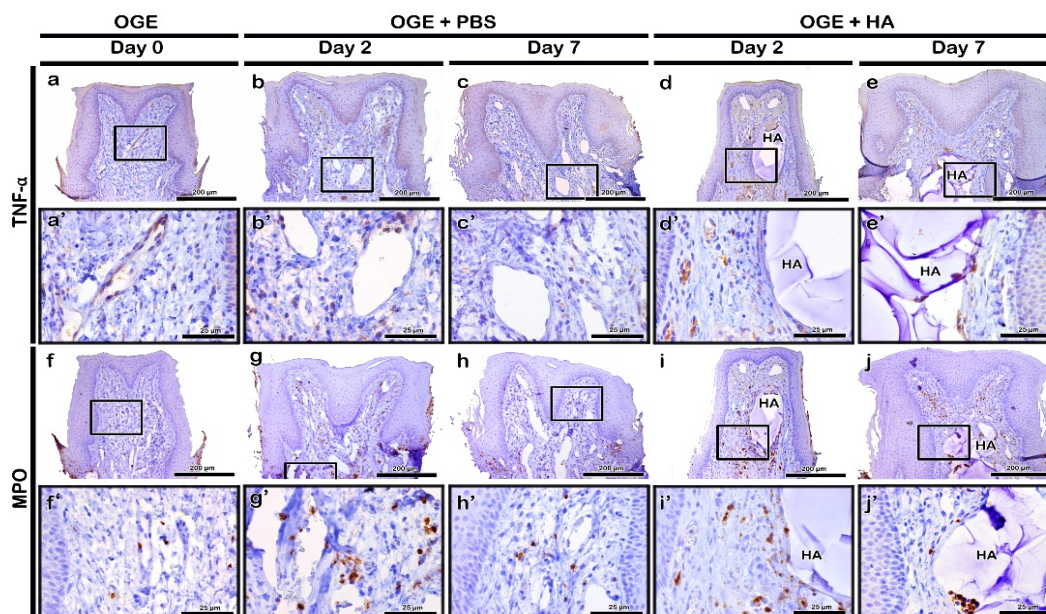 OGE OGE + PBS OGE + HA
Day 0 Day 2 Day 7 Day 2 Day 7
TNF-α
a b c d e
HA HA
200 µm 200 µm 200 µm 200 µm 200 µm
a' b' c' d' e'
HA HA
25 µm 25 µm 25 µm 25 µm 25 µm
MPO
f g h i j
HA HA
200 µm 200 µm 200 µm 200 µm 200 µm
f' g' h' i' j'
HA HA
25 µm 25 µm 25 µm 25 µm 25 µm